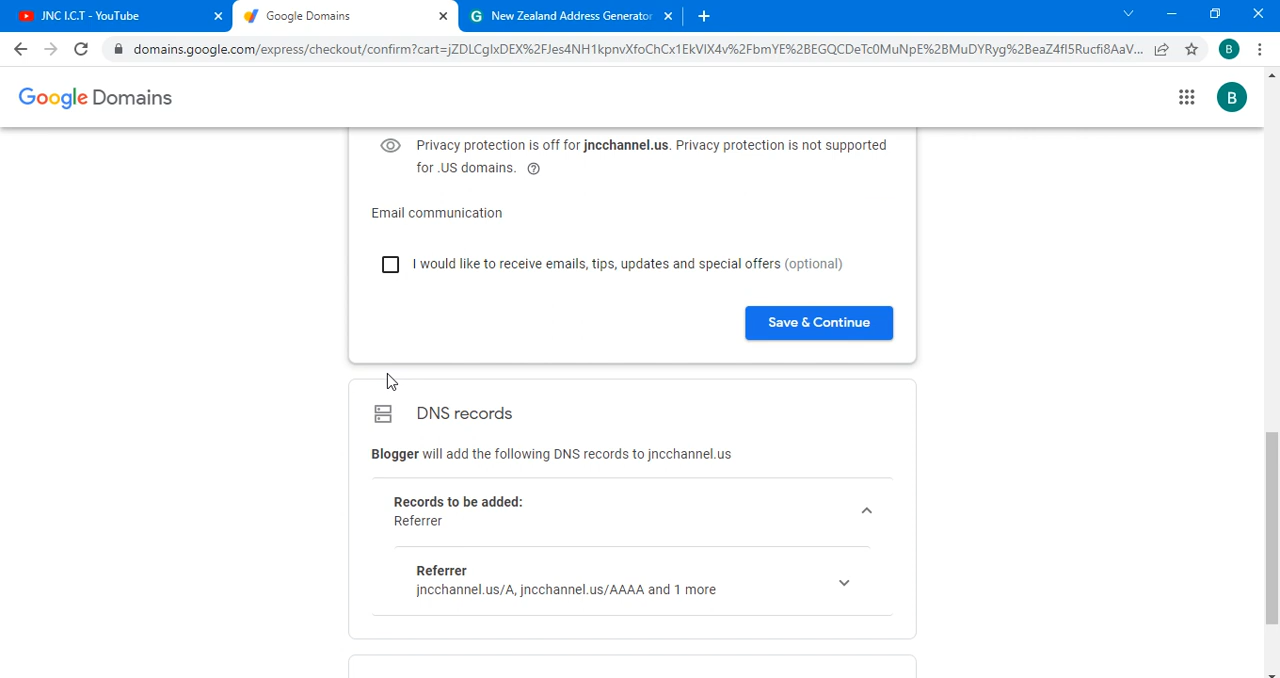 JNC I.C.T - YouTube
Google Domains
New Zealand Address Generator
domains.google.com/express/checkout/confirm?cart=jZDLCgIxDEX%2FJes4NH1kpnvXfoChCx1EkVIX4v%2FbmYE%2BEGQCDeTc0MuNpE%2BMuDYRyg%2BeaZ4fl5Rucfi8AaV...
B
Google Domains
B
Privacy protection is off for jncchannel.us. Privacy protection is not supported
for .US domains.
Email communication
I would like to receive emails, tips, updates and special offers (optional)
Save & Continue
DNS records
Blogger will add the following DNS records to jncchannel.us
Records to be added:
Referrer
Referrer
jncchannel.us/A, jncchannel.us/AAAA and 1 more